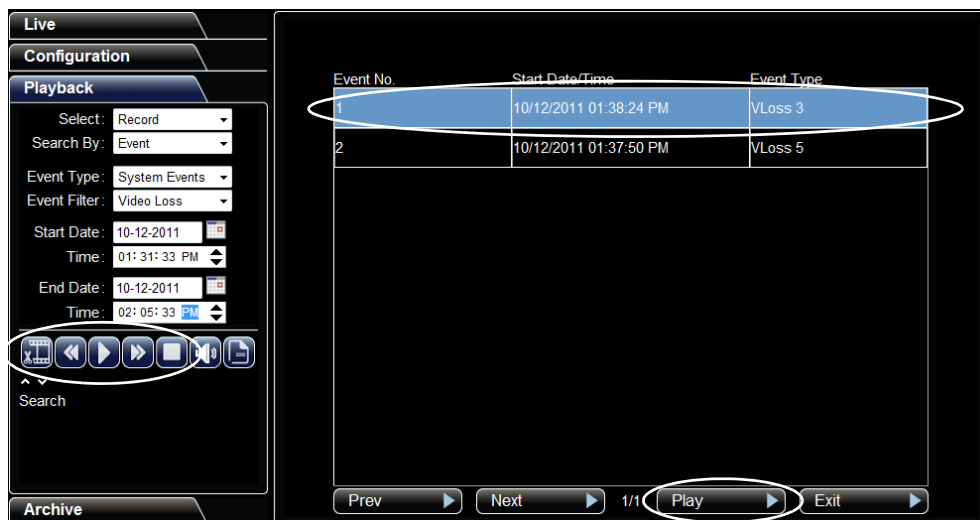 Live
Configuration
Playback
Select: Record
Search By: Event
Event Type: System Events
Event Filter: Video Loss
Start Date: 10-12-2011
Time: 01:31:33 PM
End Date: 10-12-2011
Time: 02:05:33 PM
Search
Archive
Event No. Start Date/Time Event Type
1 10/12/2011 01:38:24 PM VLoss 3
2 10/12/2011 01:37:50 PM VLoss 5
Prev Next 1/1 Play Exit